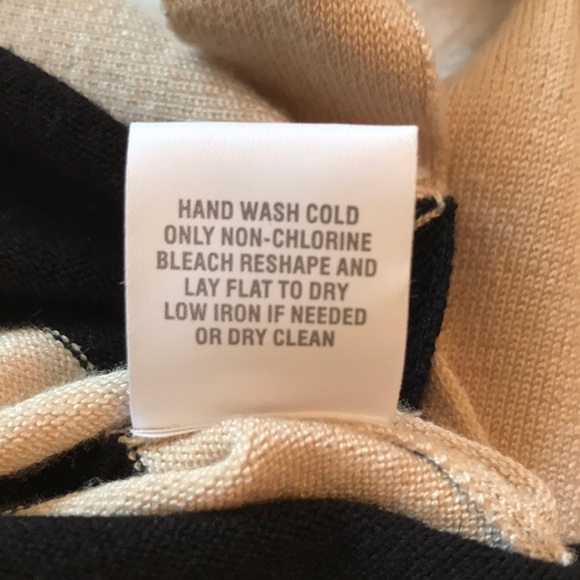 HAND WASH COLD
ONLY NON-CHLORINE
BLEACH RESHAPE AND
LAY FLAT TO DRY
LOW IRON IF NEEDED
OR DRY CLEAN